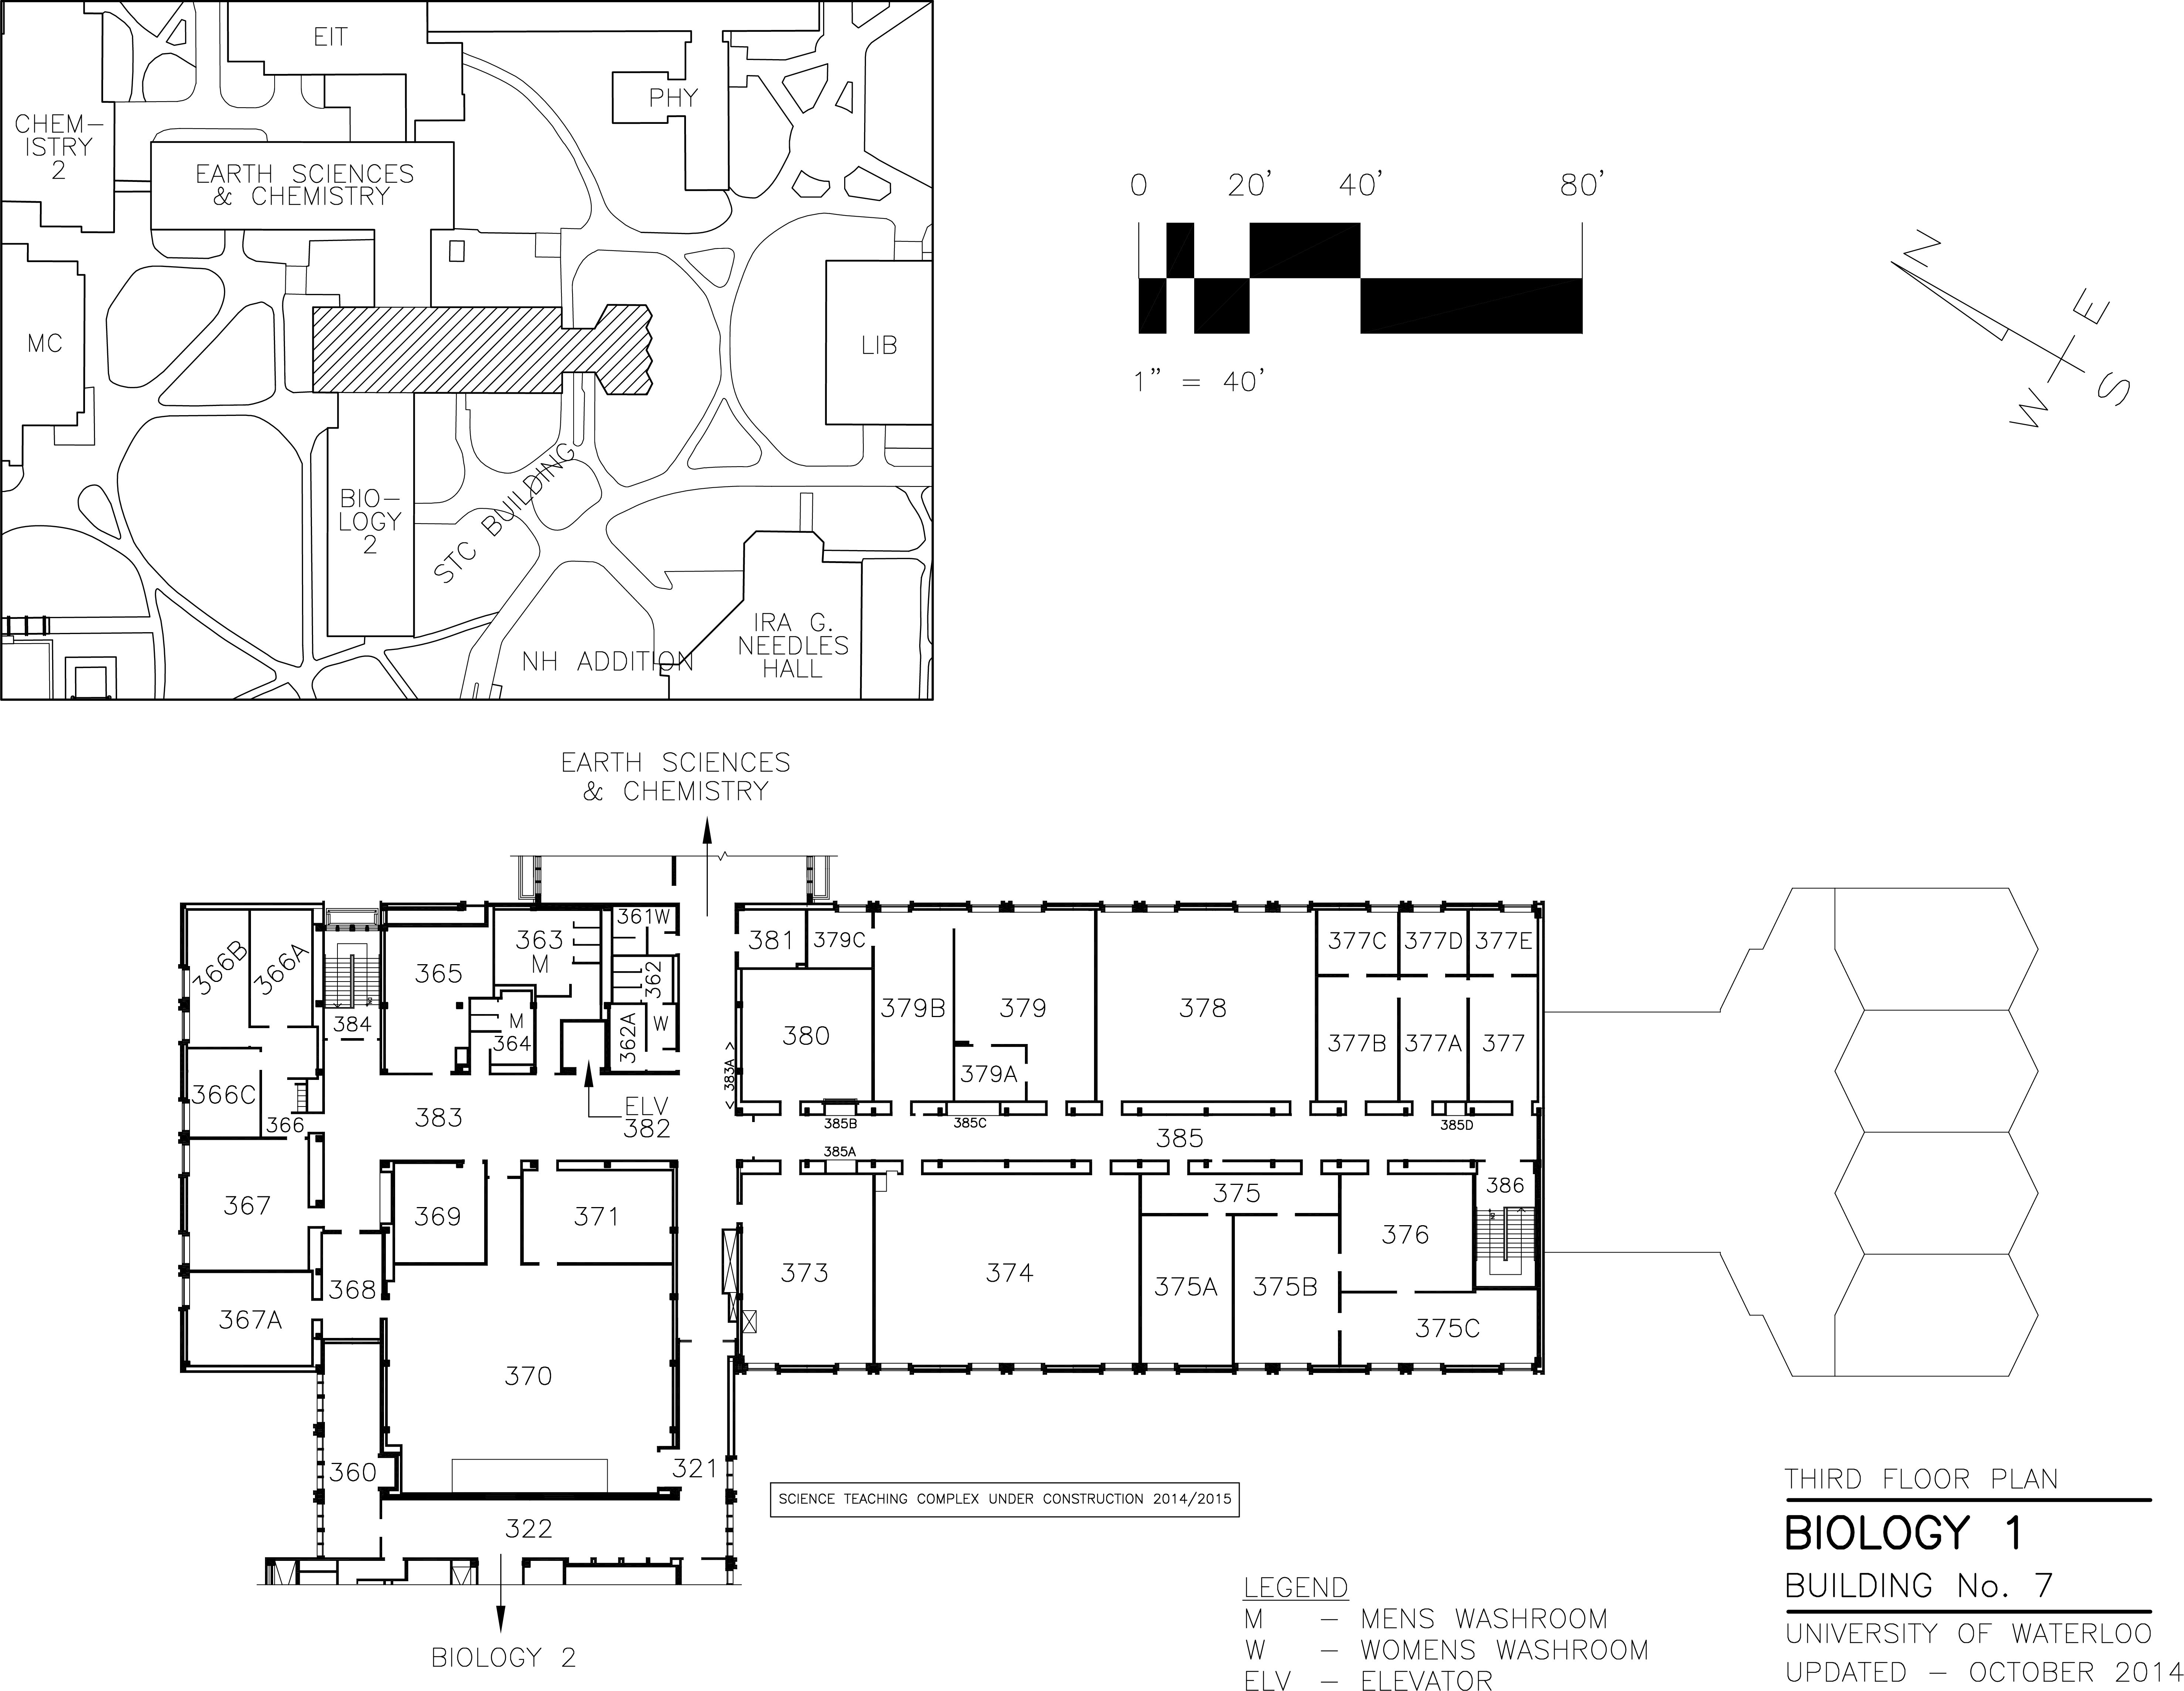 EIT
PHY
CHEM–
ISTRY
2
EARTH SCIENCES
& CHEMISTRY
MC
LIB
BIO–
LOGY
2
STC BUILDING
IRA G.
NEEDLES
HALL
NH ADDITION
0 20' 40' 80'
1" = 40'
N
E
W
S
EARTH SCIENCES
& CHEMISTRY
366B
366A
384
365
363
M
M
364
361W
362
362A
W
381
379C
379B
379
379A
380
378
377C
377D
377E
377B
377A
377
366C
366
383
ELV
382
<383A>
385B
385C
385D
385A
385
367
369
371
368
367A
370
373
374
375
375A
375B
376
375C
386
DN
DN
360
321
322
SCIENCE TEACHING COMPLEX UNDER CONSTRUCTION 2014/2015
BIOLOGY 2
LEGEND
M – MENS WASHROOM
W – WOMENS WASHROOM
ELV – ELEVATOR
THIRD FLOOR PLAN
BIOLOGY 1
BUILDING No. 7
UNIVERSITY OF WATERLOO
UPDATED – OCTOBER 2014